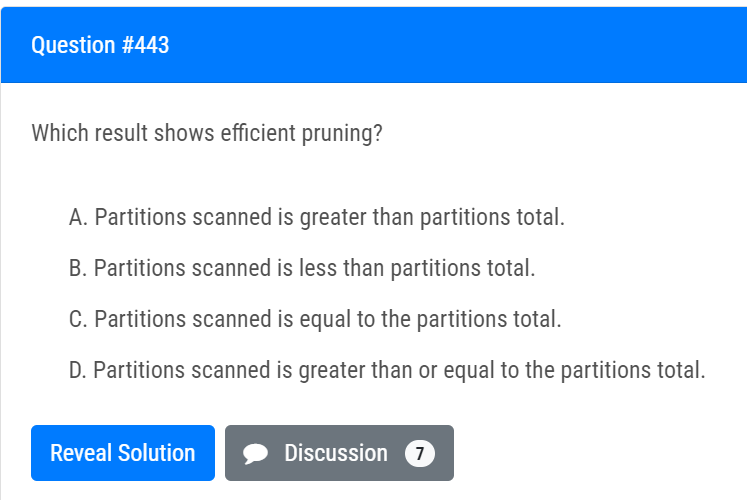 Question #443
Which result shows efficient pruning?
A. Partitions scanned is greater than partitions total.
B. Partitions scanned is less than partitions total.
C. Partitions scanned is equal to the partitions total.
D. Partitions scanned is greater than or equal to the partitions total.
Reveal Solution Discussion 7